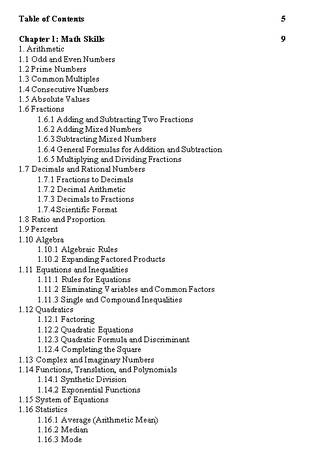 Table of Contents 5
Chapter 1: Math Skills 9
1. Arithmetic
1.1 Odd and Even Numbers
1.2 Prime Numbers
1.3 Common Multiples
1.4 Consecutive Numbers
1.5 Absolute Values
1.6 Fractions
1.6.1 Adding and Subtracting Two Fractions
1.6.2 Adding Mixed Numbers
1.6.3 Subtracting Mixed Numbers
1.6.4 General Formulas for Addition and Subtraction
1.6.5 Multiplying and Dividing Fractions
1.7 Decimals and Rational Numbers
1.7.1 Fractions to Decimals
1.7.2 Decimal Arithmetic
1.7.3 Decimals to Fractions
1.7.4 Scientific Format
1.8 Ratio and Proportion
1.9 Percent
1.10 Algebra
1.10.1 Algebraic Rules
1.10.2 Expanding Factored Products
1.11 Equations and Inequalities
1.11.1 Rules for Equations
1.11.2 Eliminating Variables and Common Factors
1.11.3 Single and Compound Inequalities
1.12 Quadratics
1.12.1 Factoring
1.12.2 Quadratic Equations
1.12.3 Quadratic Formula and Discriminant
1.12.4 Completing the Square
1.13 Complex and Imaginary Numbers
1.14 Functions, Translation, and Polynomials
1.14.1 Synthetic Division
1.14.2 Exponential Functions
1.15 System of Equations
1.16 Statistics
1.16.1 Average (Arithmetic Mean)
1.16.2 Median
1.16.3 Mode